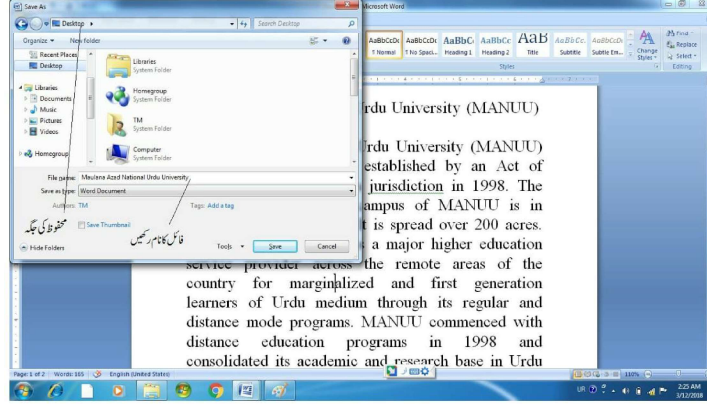 Save As
Microsoft Word
Desktop
Search Desktop
Organize
New folder
Recent Places
Desktop
Libraries
Documents
Music
Pictures
Videos
Homegroup
Libraries
System Folder
Homegroup
System Folder
TM
System Folder
Computer
System Folder
File name: Maulana Azad National Urdu University
Save as type: Word Document
Authors: TM
Tags: Add a tag
Save Thumbnail
محفوظ کی جگہ
فائل کا نام رکھیں
Hide Folders
Tools
Save
Cancel
AaBbCcDc AaBbCcDc AaBbC AaBbCc AaB AaBbCc. AaBbCcDc
T Normal T No Spaci... Heading 1 Heading 2 Title Subtitle Subtle Em...
Change Styles
Find
Replace
Select
Styles
Editing
Urdu University (MANUU)
Urdu University (MANUU)
established by an Act of
jurisdiction in 1998. The
campus of MANUU is in
t is spread over 200 acres.
s a major higher education
service provider across the remote areas of the
country for marginalized and first generation
learners of Urdu medium through its regular and
distance mode programs. MANUU commenced with
distance education programs in 1998 and
consolidated its academic and research base in Urdu
Page: 1 of 2 Words: 185 English (United States)
110%
UR
2:25 AM
3/12/2018